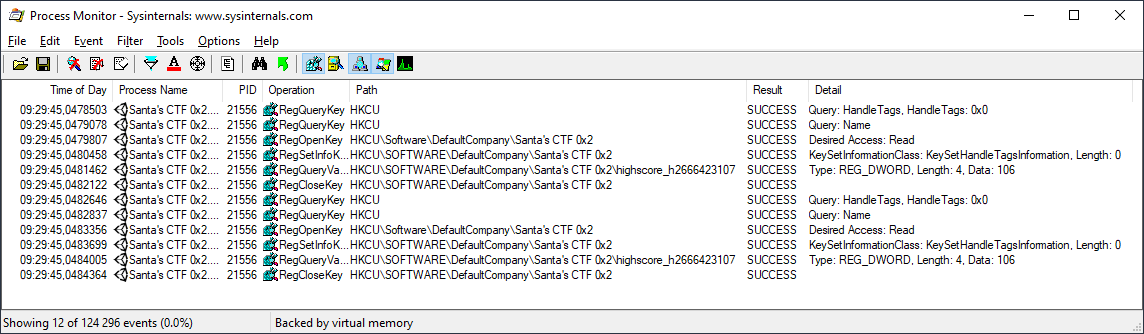 Process Monitor - Sysinternals: www.sysinternals.com
File Edit Event Filter Tools Options Help
Time of Day Process Name PID Operation Path Result Detail
09:29:45,0478503 Santa's CTF 0x2.... 21556 RegQueryKey HKCU SUCCESS Query: HandleTags, HandleTags: 0x0
09:29:45,0479078 Santa's CTF 0x2.... 21556 RegQueryKey HKCU SUCCESS Query: Name
09:29:45,0479807 Santa's CTF 0x2.... 21556 RegOpenKey HKCU\Software\DefaultCompany\Santa's CTF 0x2 SUCCESS Desired Access: Read
09:29:45,0480458 Santa's CTF 0x2.... 21556 RegSetInfoK... HKCU\SOFTWARE\DefaultCompany\Santa's CTF 0x2 SUCCESS KeySetInformationClass: KeySetHandleTagsInformation, Length: 0
09:29:45,0481462 Santa's CTF 0x2.... 21556 RegQueryVa... HKCU\SOFTWARE\DefaultCompany\Santa's CTF 0x2\highscore_h2666423107 SUCCESS Type: REG_DWORD, Length: 4, Data: 106
09:29:45,0482122 Santa's CTF 0x2.... 21556 RegCloseKey HKCU\SOFTWARE\DefaultCompany\Santa's CTF 0x2 SUCCESS
09:29:45,0482646 Santa's CTF 0x2.... 21556 RegQueryKey HKCU SUCCESS Query: HandleTags, HandleTags: 0x0
09:29:45,0482837 Santa's CTF 0x2.... 21556 RegQueryKey HKCU SUCCESS Query: Name
09:29:45,0483356 Santa's CTF 0x2.... 21556 RegOpenKey HKCU\Software\DefaultCompany\Santa's CTF 0x2 SUCCESS Desired Access: Read
09:29:45,0483699 Santa's CTF 0x2.... 21556 RegSetInfoK... HKCU\SOFTWARE\DefaultCompany\Santa's CTF 0x2 SUCCESS KeySetInformationClass: KeySetHandleTagsInformation, Length: 0
09:29:45,0484005 Santa's CTF 0x2.... 21556 RegQueryVa... HKCU\SOFTWARE\DefaultCompany\Santa's CTF 0x2\highscore_h2666423107 SUCCESS Type: REG_DWORD, Length: 4, Data: 106
09:29:45,0484364 Santa's CTF 0x2.... 21556 RegCloseKey HKCU\SOFTWARE\DefaultCompany\Santa's CTF 0x2 SUCCESS
Showing 12 of 124 296 events (0.0%) Backed by virtual memory